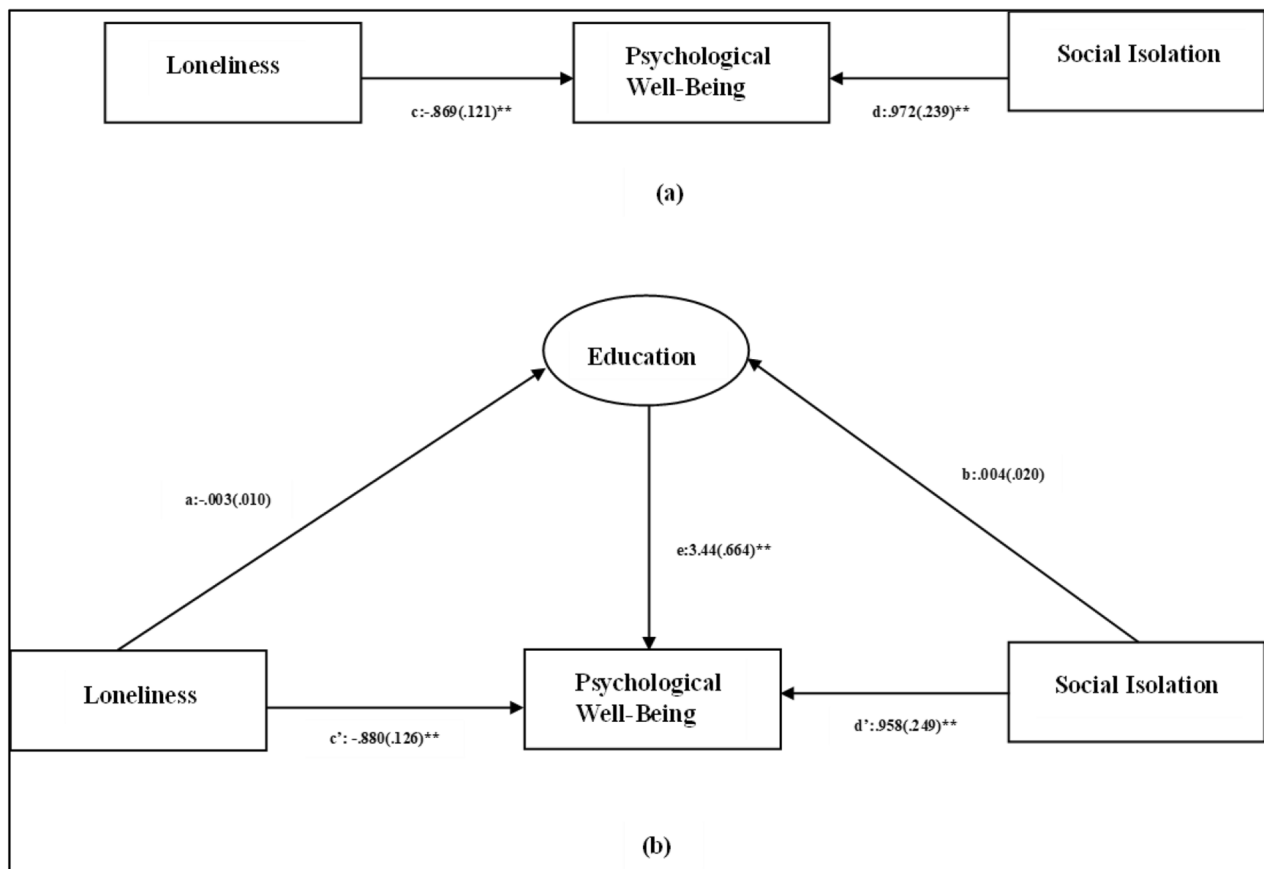 Loneliness
Psychological
Well-Being
Social Isolation
c:-.869(.121)**
d:.972(.239)**
(a)
Education
a:-.003(.010)
b:.004(.020)
e:3.44(.664)**
Loneliness
Psychological
Well-Being
Social Isolation
c’: -.880(.126)**
d’:.958(.249)**
(b)